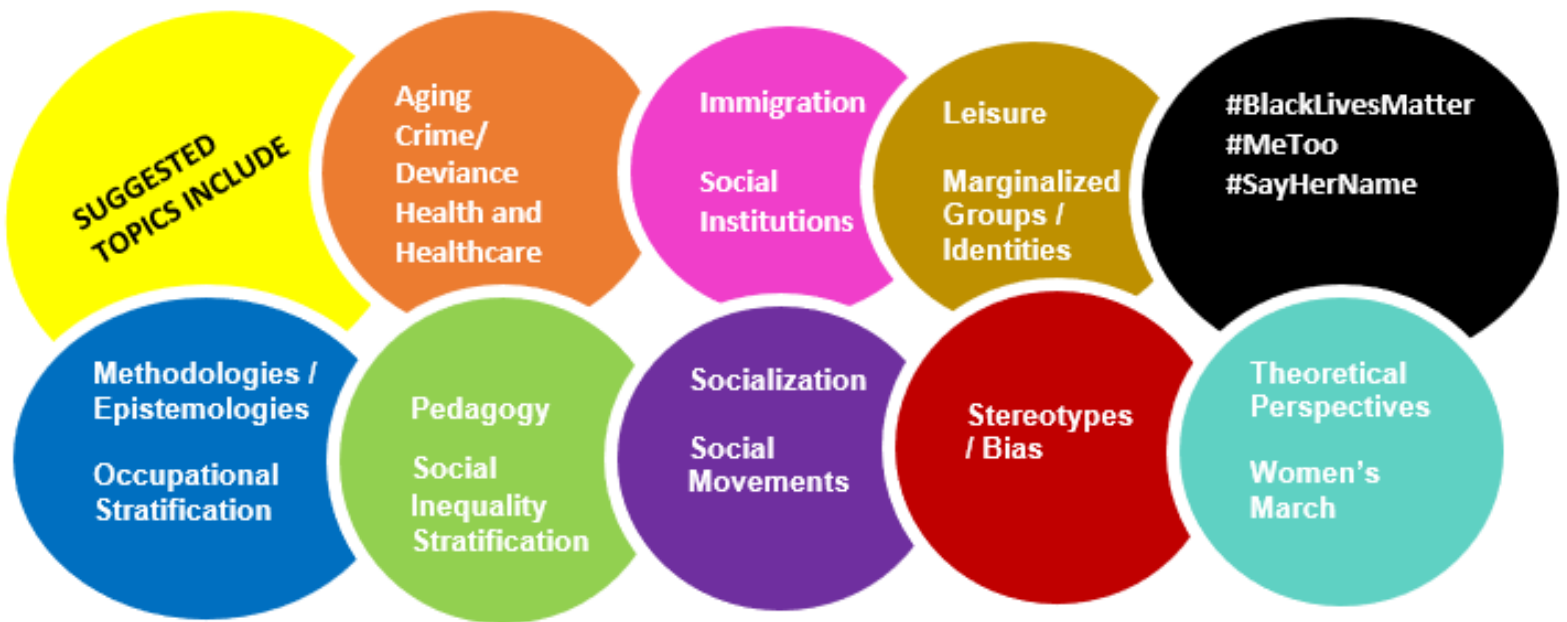 SUGGESTED
TOPICS INCLUDE
Aging
Crime/
Deviance
Health and
Healthcare
Immigration
Social
Institutions
Leisure
Marginalized
Groups /
Identities
#BlackLivesMatter
#MeToo
#SayHerName
Methodologies /
Epistemologies
Occupational
Stratification
Pedagogy
Social
Inequality
Stratification
Socialization
Social
Movements
Stereotypes
/ Bias
Theoretical
Perspectives
Women’s
March